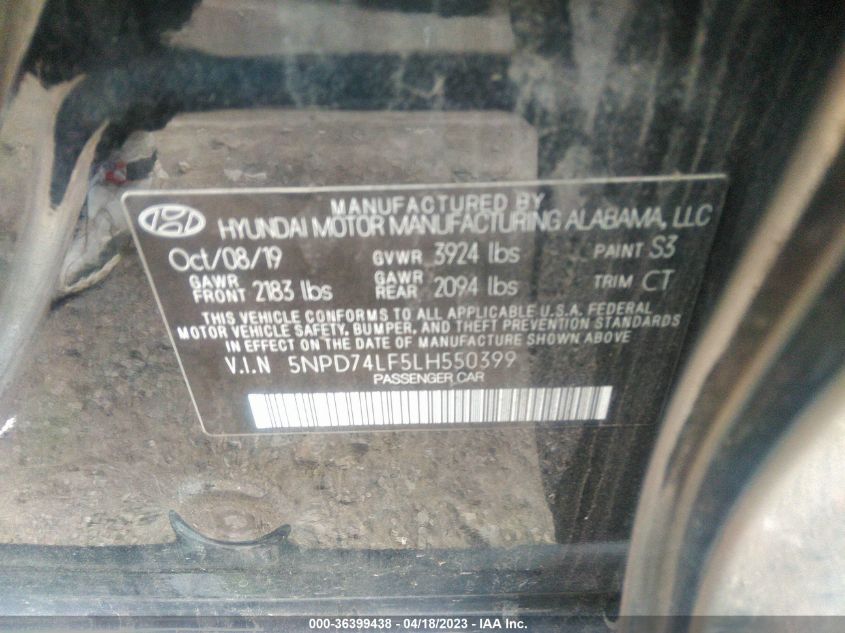 MANUFACTURED BY
HYUNDAI MOTOR MANUFACTURING ALABAMA, LLC
Oct/08/19 GVWR 3924 lbs PAINT S3
GAWR FRONT 2183 lbs GAWR REAR 2094 lbs TRIM CT
THIS VEHICLE CONFORMS TO ALL APPLICABLE U.S.A. FEDERAL
MOTOR VEHICLE SAFETY, BUMPER, AND THEFT PREVENTION STANDARDS
IN EFFECT ON THE DATE OF MANUFACTURE SHOWN ABOVE
V.I.N 5NPD74LF5LH550399
PASSENGER CAR
000-36399438 - 04/18/2023 - IAA Inc.